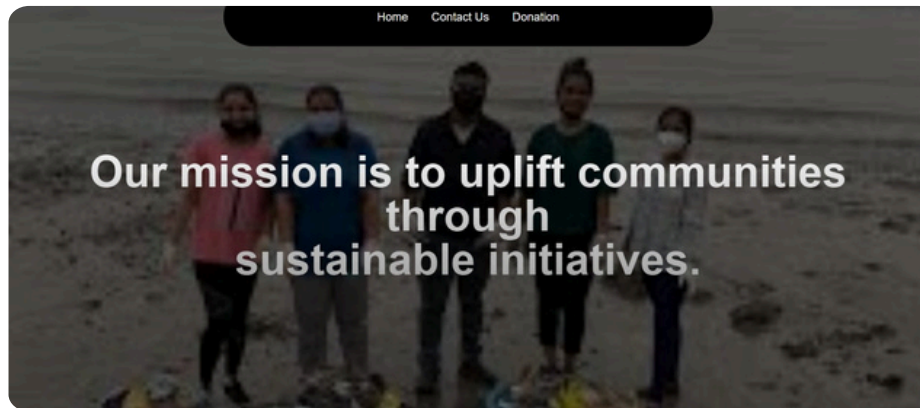 Home Contact Us Donation
Our mission is to uplift communities
through
sustainable initiatives.